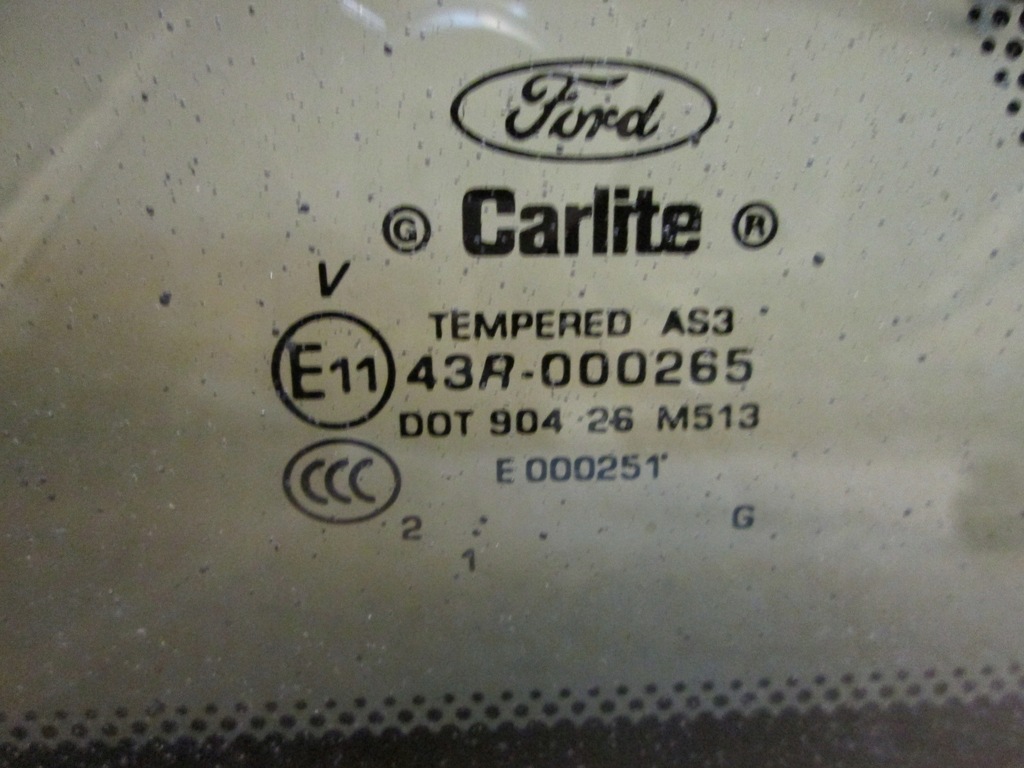 Ford
G Carlite ®
V
TEMPERED AS3
E11 43R-000265
DOT 904 26 M513
CCC E 000251
2 G
1